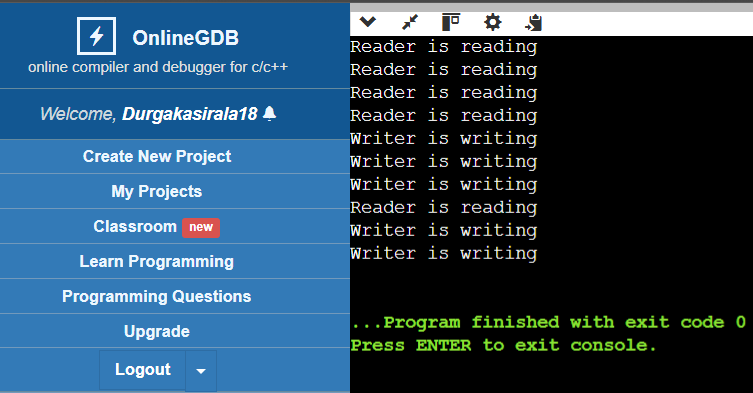 OnlineGDB
online compiler and debugger for c/c++
Welcome, Durgakasirala18
Create New Project
My Projects
Classroom new
Learn Programming
Programming Questions
Upgrade
Logout
Reader is reading
Reader is reading
Reader is reading
Reader is reading
Writer is writing
Writer is writing
Writer is writing
Reader is reading
Writer is writing
Writer is writing
...Program finished with exit code 0
Press ENTER to exit console.